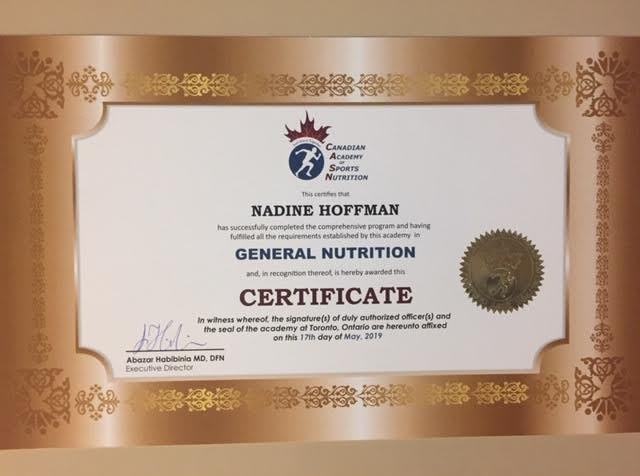 CANADIAN
ACADEMY
OF
SPORTS
NUTRITION
This certifies that
NADINE HOFFMAN
has successfully completed the comprehensive program and having
fulfilled all the requirements established by this academy in
GENERAL NUTRITION
and, in recognition thereof, is hereby awarded this
CERTIFICATE
In witness whereof, the signature(s) of duly authorized officer(s) and
the seal of the academy at Toronto, Ontario are hereunto affixed
on this 17th day of May, 2019
Abazar Habibinia MD, DFN
Executive Director